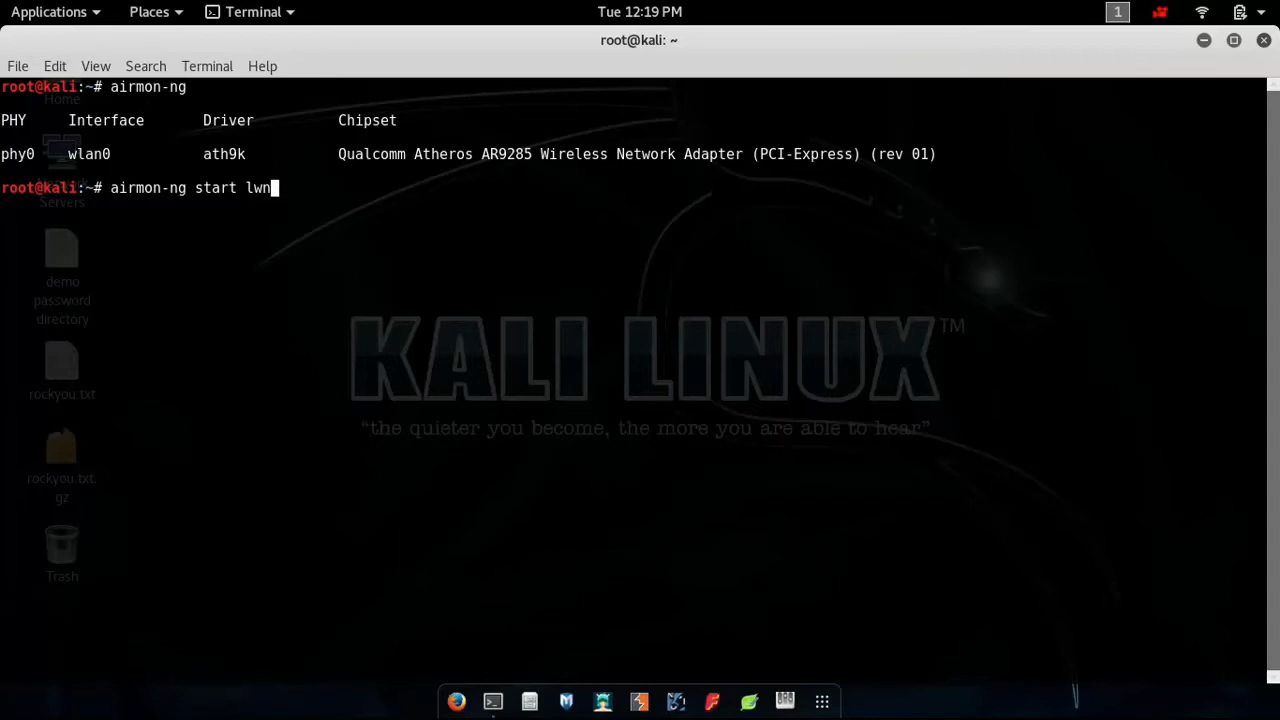 Applications Places Terminal Tue 12:19 PM 1
root@kali: ~
File Edit View Search Terminal Help
root@kali:~# airmon-ng
PHY Interface Driver Chipset
phy0 wlan0 ath9k Qualcomm Atheros AR9285 Wireless Network Adapter (PCI-Express) (rev 01)
root@kali:~# airmon-ng start lwn
Home
Servers
demo
password
directory
rockyou.txt
rockyou.txt.
gz
Trash
KALI LINUX™
“the quieter you become, the more you are able to hear”